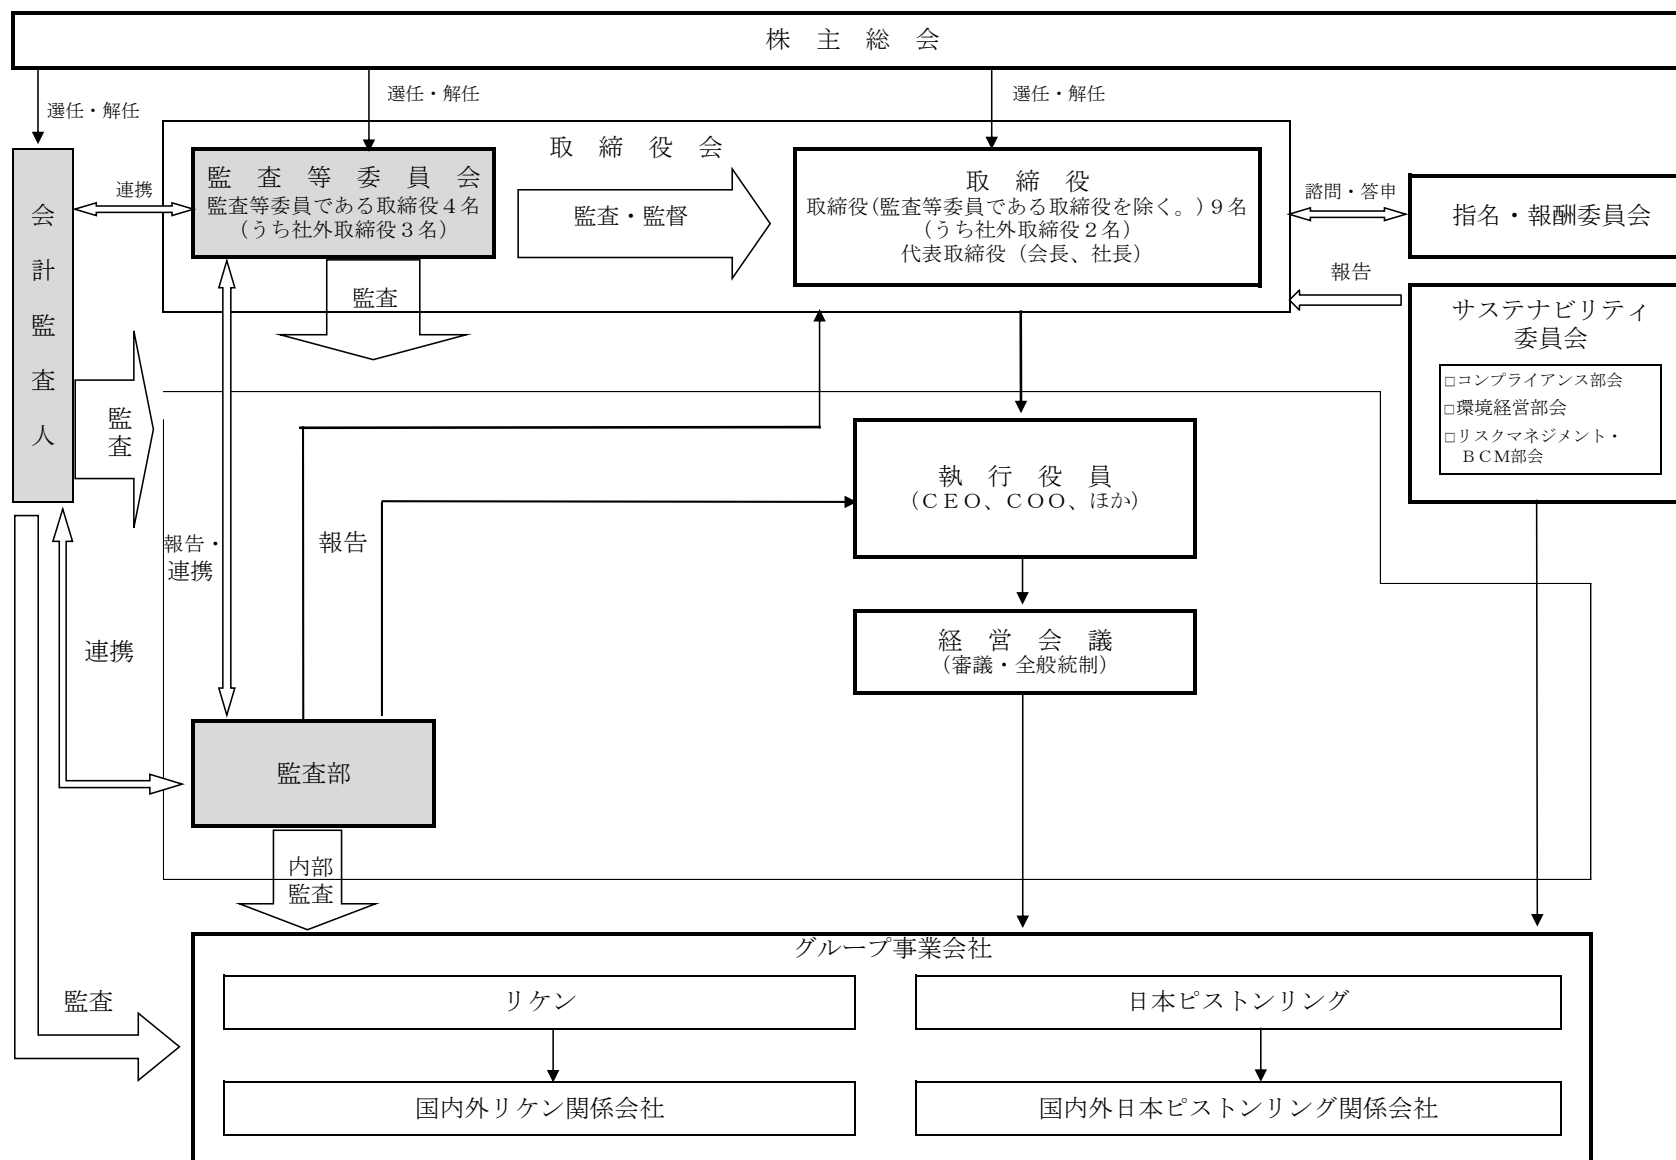 株　主　総　会
選任・解任
選任・解任
選任・解任
取　締　役　会
会計監査人
連携
監　査　等　委　員　会
監査等委員である取締役４名
（うち社外取締役３名）
監査・監督
取　締　役
取締役(監査等委員である取締役を除く。)９名
（うち社外取締役２名）
代表取締役（会長、社長）
諮問・答申
指名・報酬委員会
報告
サステナビリティ
委員会
□コンプライアンス部会
□環境経営部会
□リスクマネジメント・
ＢＣＭ部会
監査
監査
執　行　役　員
（ＣＥＯ、ＣＯＯ、ほか）
報告・
連携
報告
経　営　会　議
（審議・全般統制）
連携
監査部
内部
監査
グループ事業会社
監査
リケン
日本ピストンリング
国内外リケン関係会社
国内外日本ピストンリング関係会社